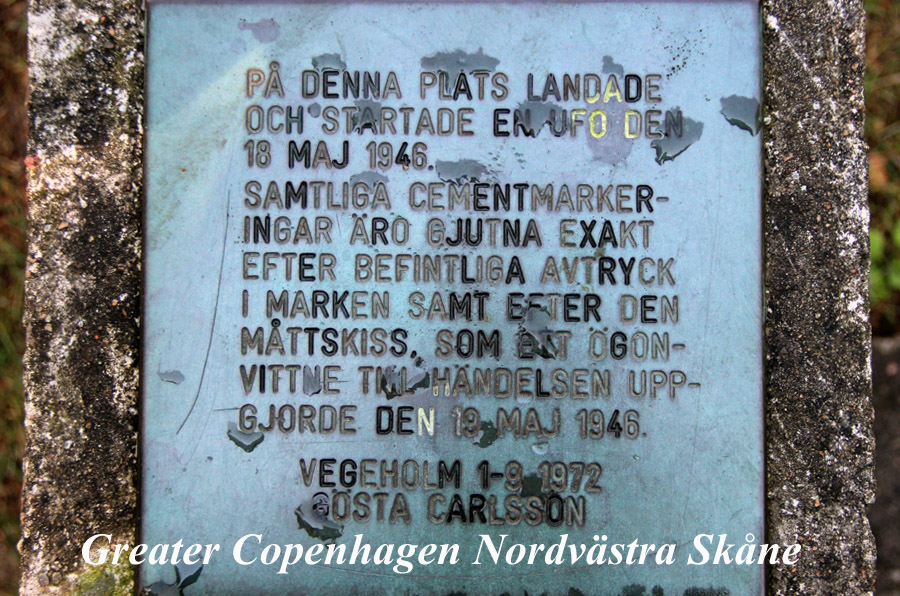 PÅ DENNA PLATS LANDADE
OCH STARTADE EN UFO DEN
18 MAJ 1946.
SAMTLIGA CEMENTMARKER-
INGAR ÄRO GJUTNA EXAKT
EFTER BEFINTLIGA AVTRYCK
I MARKEN SAMT EFTER DEN
MÅTTSKISS, SOM ETT ÖGON-
VITTNE TILL HÄNDELSEN UPP-
GJORDE DEN 19 MAJ 1946.
VEGEHOLM 1-9 1972
GÖSTA CARLSSON
Greater Copenhagen Nordvästra Skåne